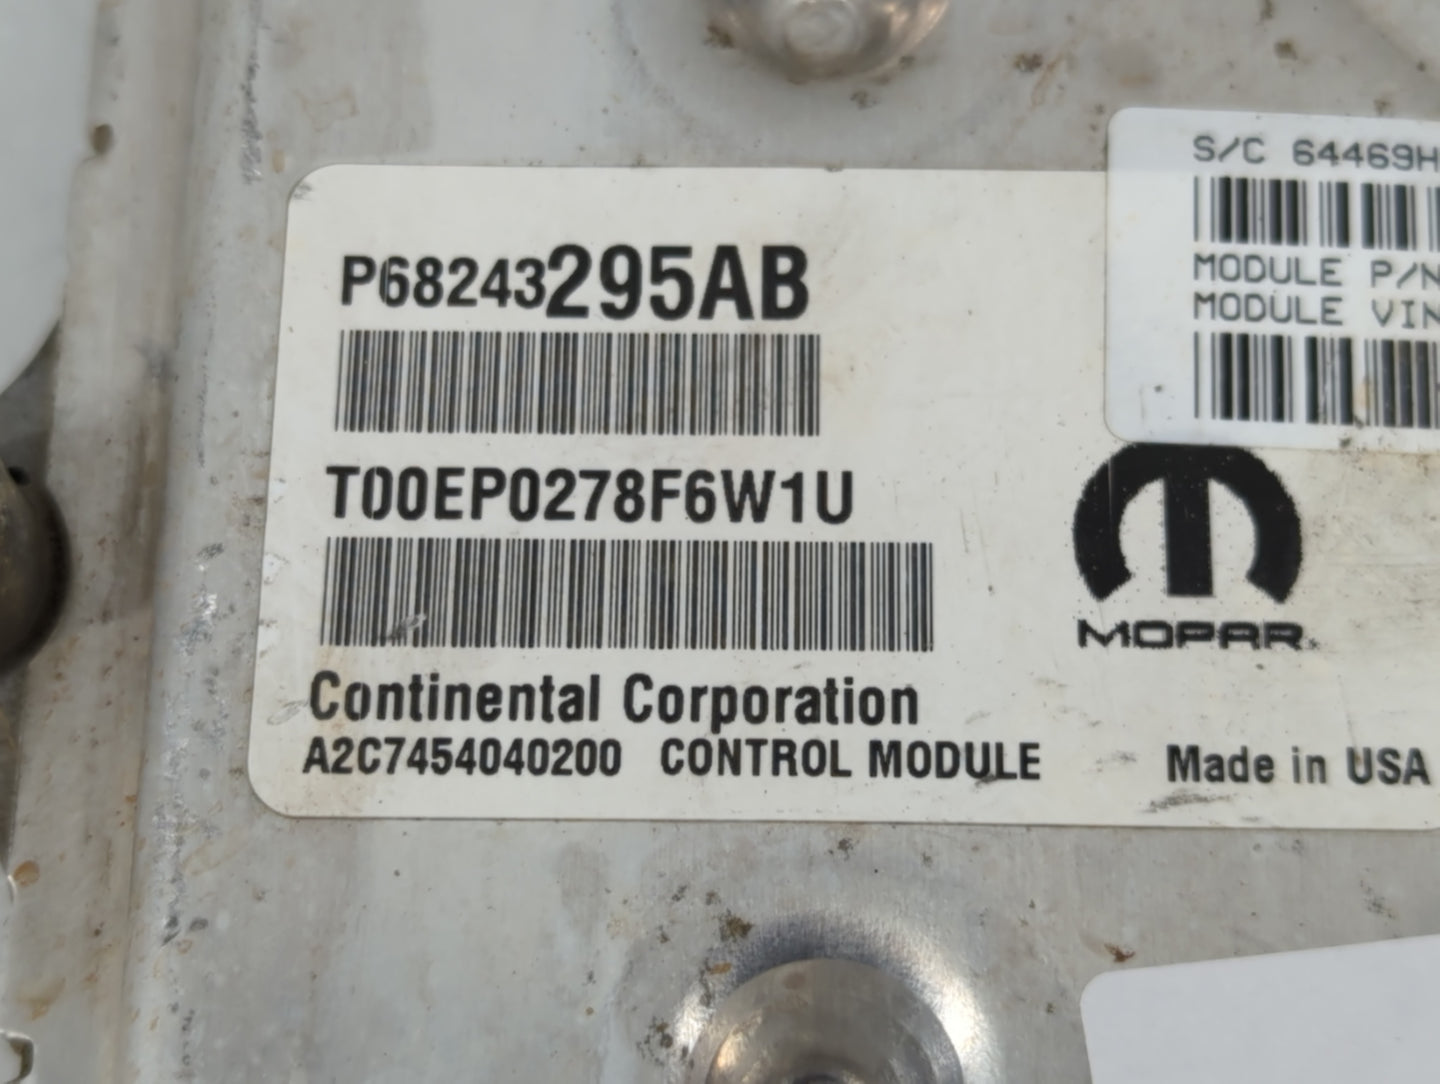 S/C 64469H
MODULE P/N
MODULE VIN
P68243295AB
T00EP0278F6W1U
MOPAR
Continental Corporation
A2C7454040200 CONTROL MODULE Made in USA